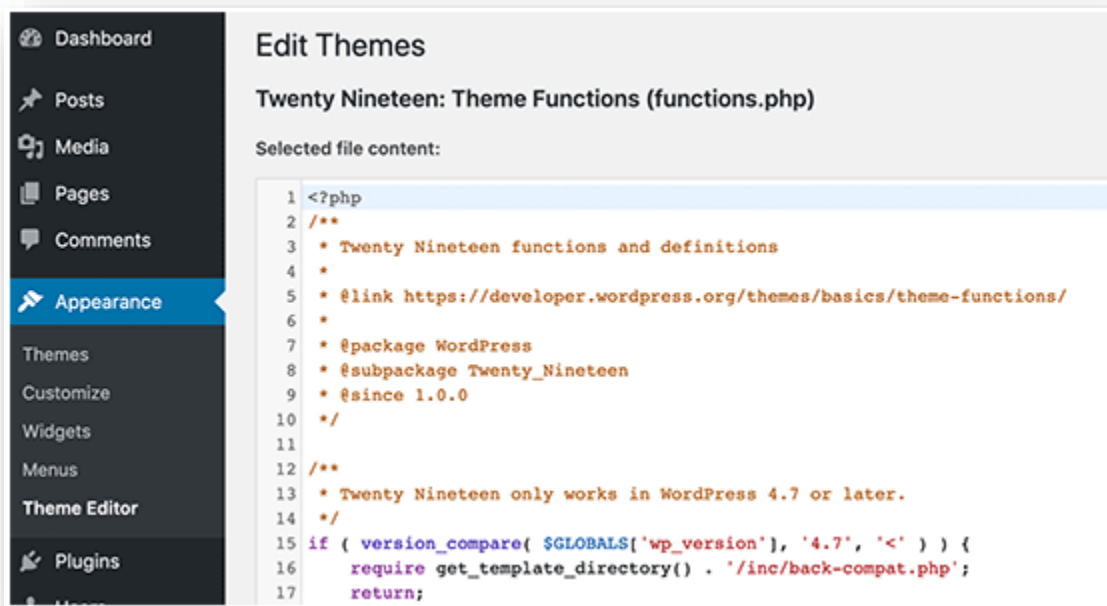 Dashboard
Posts
Media
Pages
Comments
Appearance
Themes
Customize
Widgets
Menus
Theme Editor
Plugins
Edit Themes
Twenty Nineteen: Theme Functions (functions.php)
Selected file content:
1 <?php
2 /**
3 * Twenty Nineteen functions and definitions
4 *
5 * @link https://developer.wordpress.org/themes/basics/theme-functions/
6 *
7 * @package WordPress
8 * @subpackage Twenty_Nineteen
9 * @since 1.0.0
10 */
11
12 /**
13 * Twenty Nineteen only works in WordPress 4.7 or later.
14 */
15 if ( version_compare( $GLOBALS['wp_version'], '4.7', '<' ) ) {
16 require get_template_directory() . '/inc/back-compat.php';
17 return;